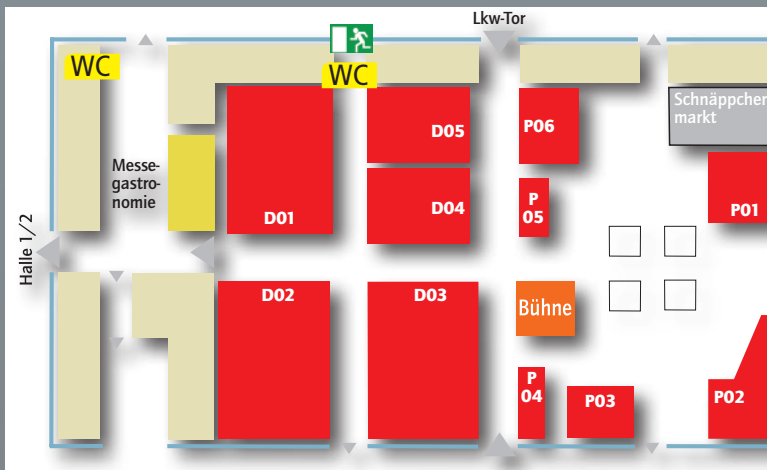 Lkw-Tor
WC
WC
Schnäppchen
markt
D05
P06
Messe-
gastro-
nomie
D01
D04
P
05
P01
Halle 1/2
D02
D03
Bühne
P
04
P03
P02